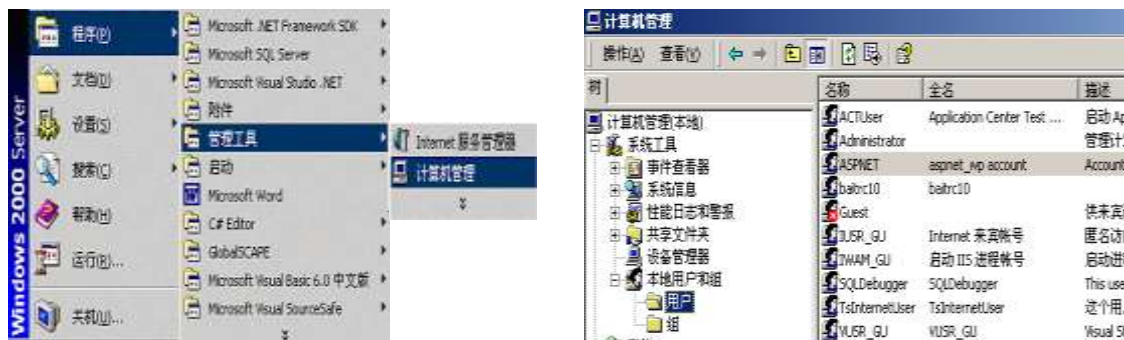 Windows 2000 Server
程序(P)
文档(D)
设置(S)
搜索(C)
帮助(H)
运行(R)...
关机(U)...
Microsoft .NET Framework SDK
Microsoft SQL Server
Microsoft Visual Studio .NET
附件
管理工具
启动
Microsoft Word
C# Editor
GlobalSCAPE
Microsoft Visual Basic 6.0 中文版
Microsoft Visual SourceSafe
Internet 服务管理器
计算机管理
计算机管理
操作(A) 查看(V)
树
计算机管理(本地)
系统工具
事件查看器
系统信息
性能日志和警报
共享文件夹
设备管理器
本地用户和组
用户
组
名称 全名 描述
ACTUser Application Center Test ... 启动 Ap
Administrator 管理计
ASPNET aspnet_wp account Account
baitrc10 baitrc10
Guest 供来宾
IUSR_GU Internet 来宾帐号 匿名访
IWAM_GU 启动 IIS 进程帐号 启动进
SQLDebugger SQLDebugger This use
TsInternetUser TsInternetUser 这个用
VUSR_GU VUSR_GU Visual S